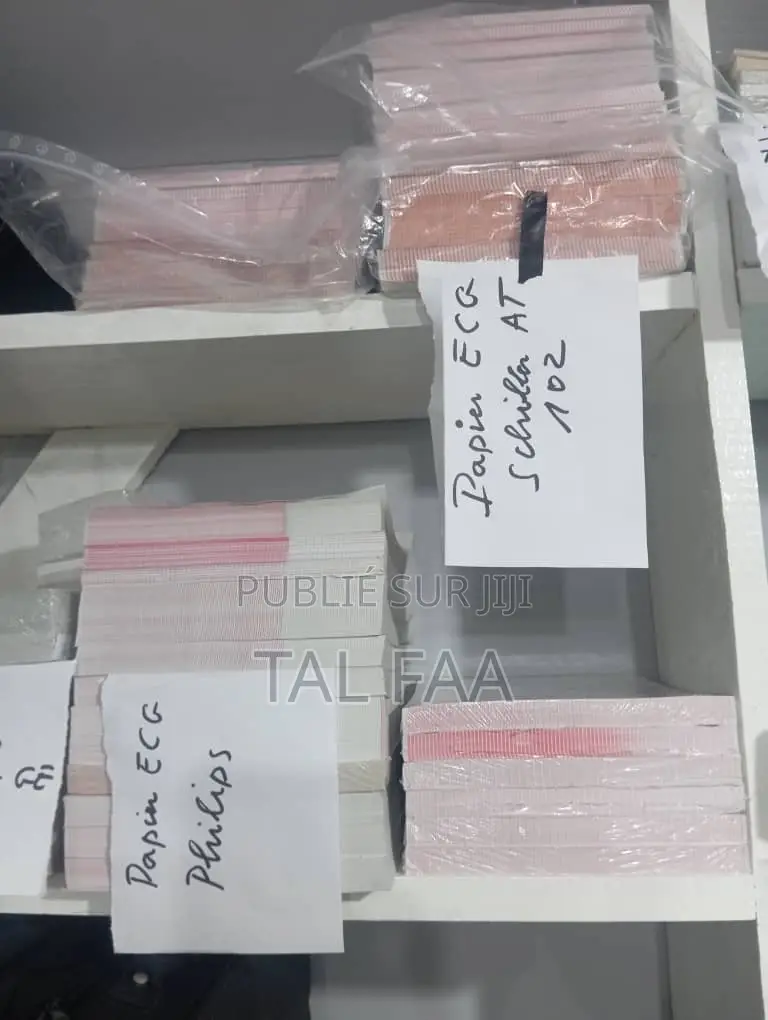 Papier ECG
Schiller AT
102
PUBLIÉ SUR JIJI
TAL FAA
Papier ECG
Philips